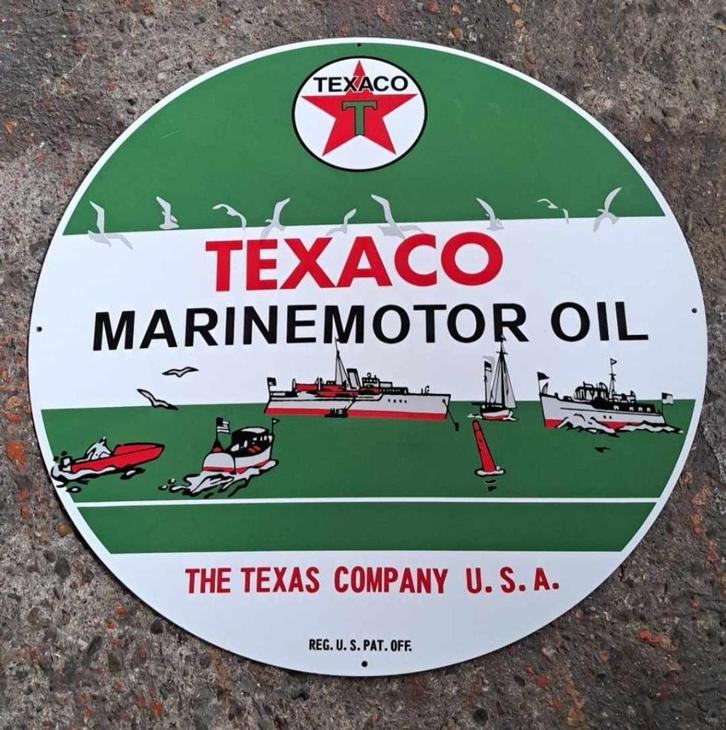 TEXACO
T
TEXACO
MARINEMOTOR OIL
THE TEXAS COMPANY U.S.A.
REG. U. S. PAT. OFF.